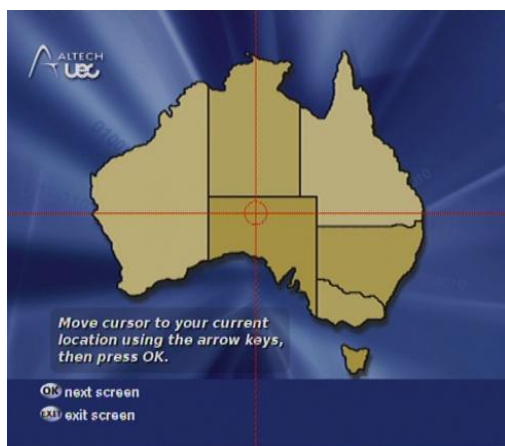 ALTECH
UEC
Move cursor to your current
location using the arrow keys,
then press OK.
OK next screen
EXIT exit screen